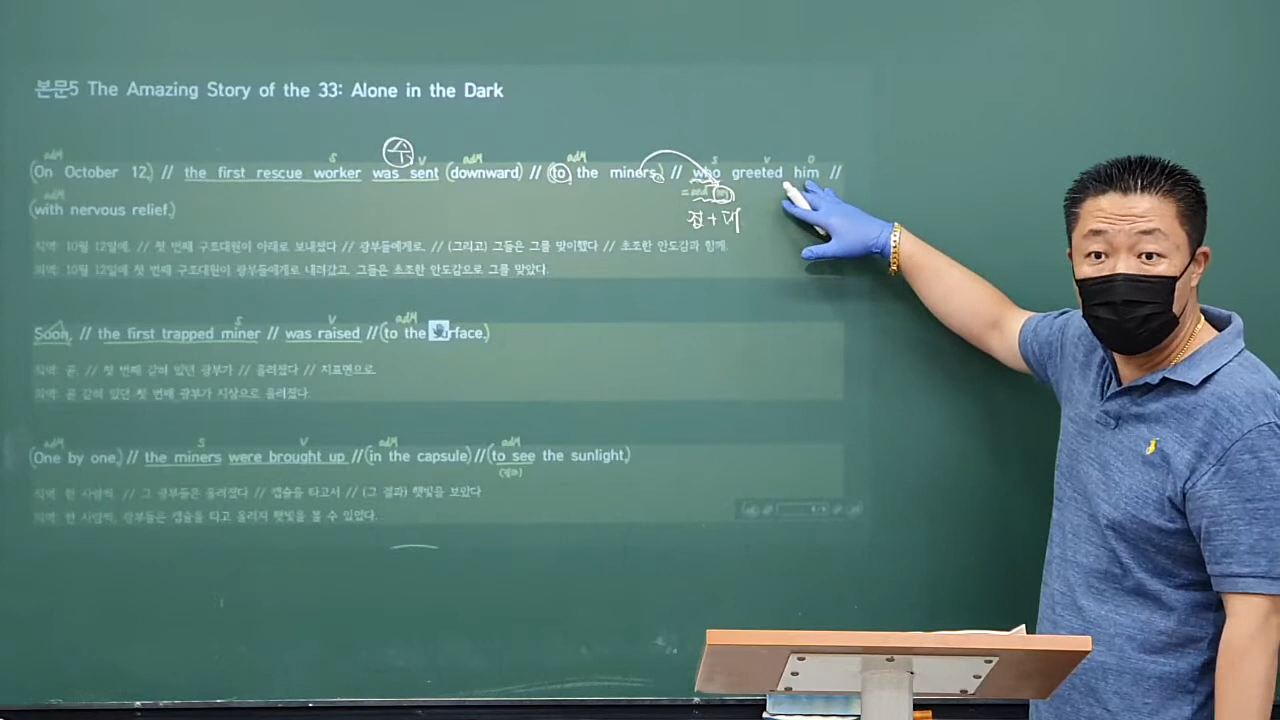 본문5 The Amazing Story of the 33: Alone in the Dark
수
adv s v adv adv s v o
(On October 12,) // the first rescue worker was sent (downward) // (to the miners,) // who greeted him //
= and
(with nervous relief.)
접+대
직역: 10월 12일에, // 첫 번째 구조대원이 아래로 보내졌다 // 광부들에게로, // (그리고) 그들은 그를 맞이했다 // 초조한 안도감과 함께.
의역: 10월 12일에 첫 번째 구조대원이 광부들에게로 내려갔고, 그들은 초조한 안도감으로 그를 맞았다.
s v adv
Soon, // the first trapped miner // was raised //(to the surface.)
직역: 곧, // 첫 번째 갇혀 있던 광부가 // 올려졌다 // 지표면으로.
의역: 곧 갇혀 있던 첫 번째 광부가 지상으로 올려졌다.
adv s v adv adv
(One by one,) // the miners were brought up //(in the capsule)//(to see the sunlight.)
(결과)
직역: 한 사람씩, // 그 광부들은 올려졌다 // 캡슐을 타고서 // (그 결과) 햇빛을 보았다
의역: 한 사람씩, 광부들은 캡슐을 타고 올려져 햇빛을 볼 수 있었다.